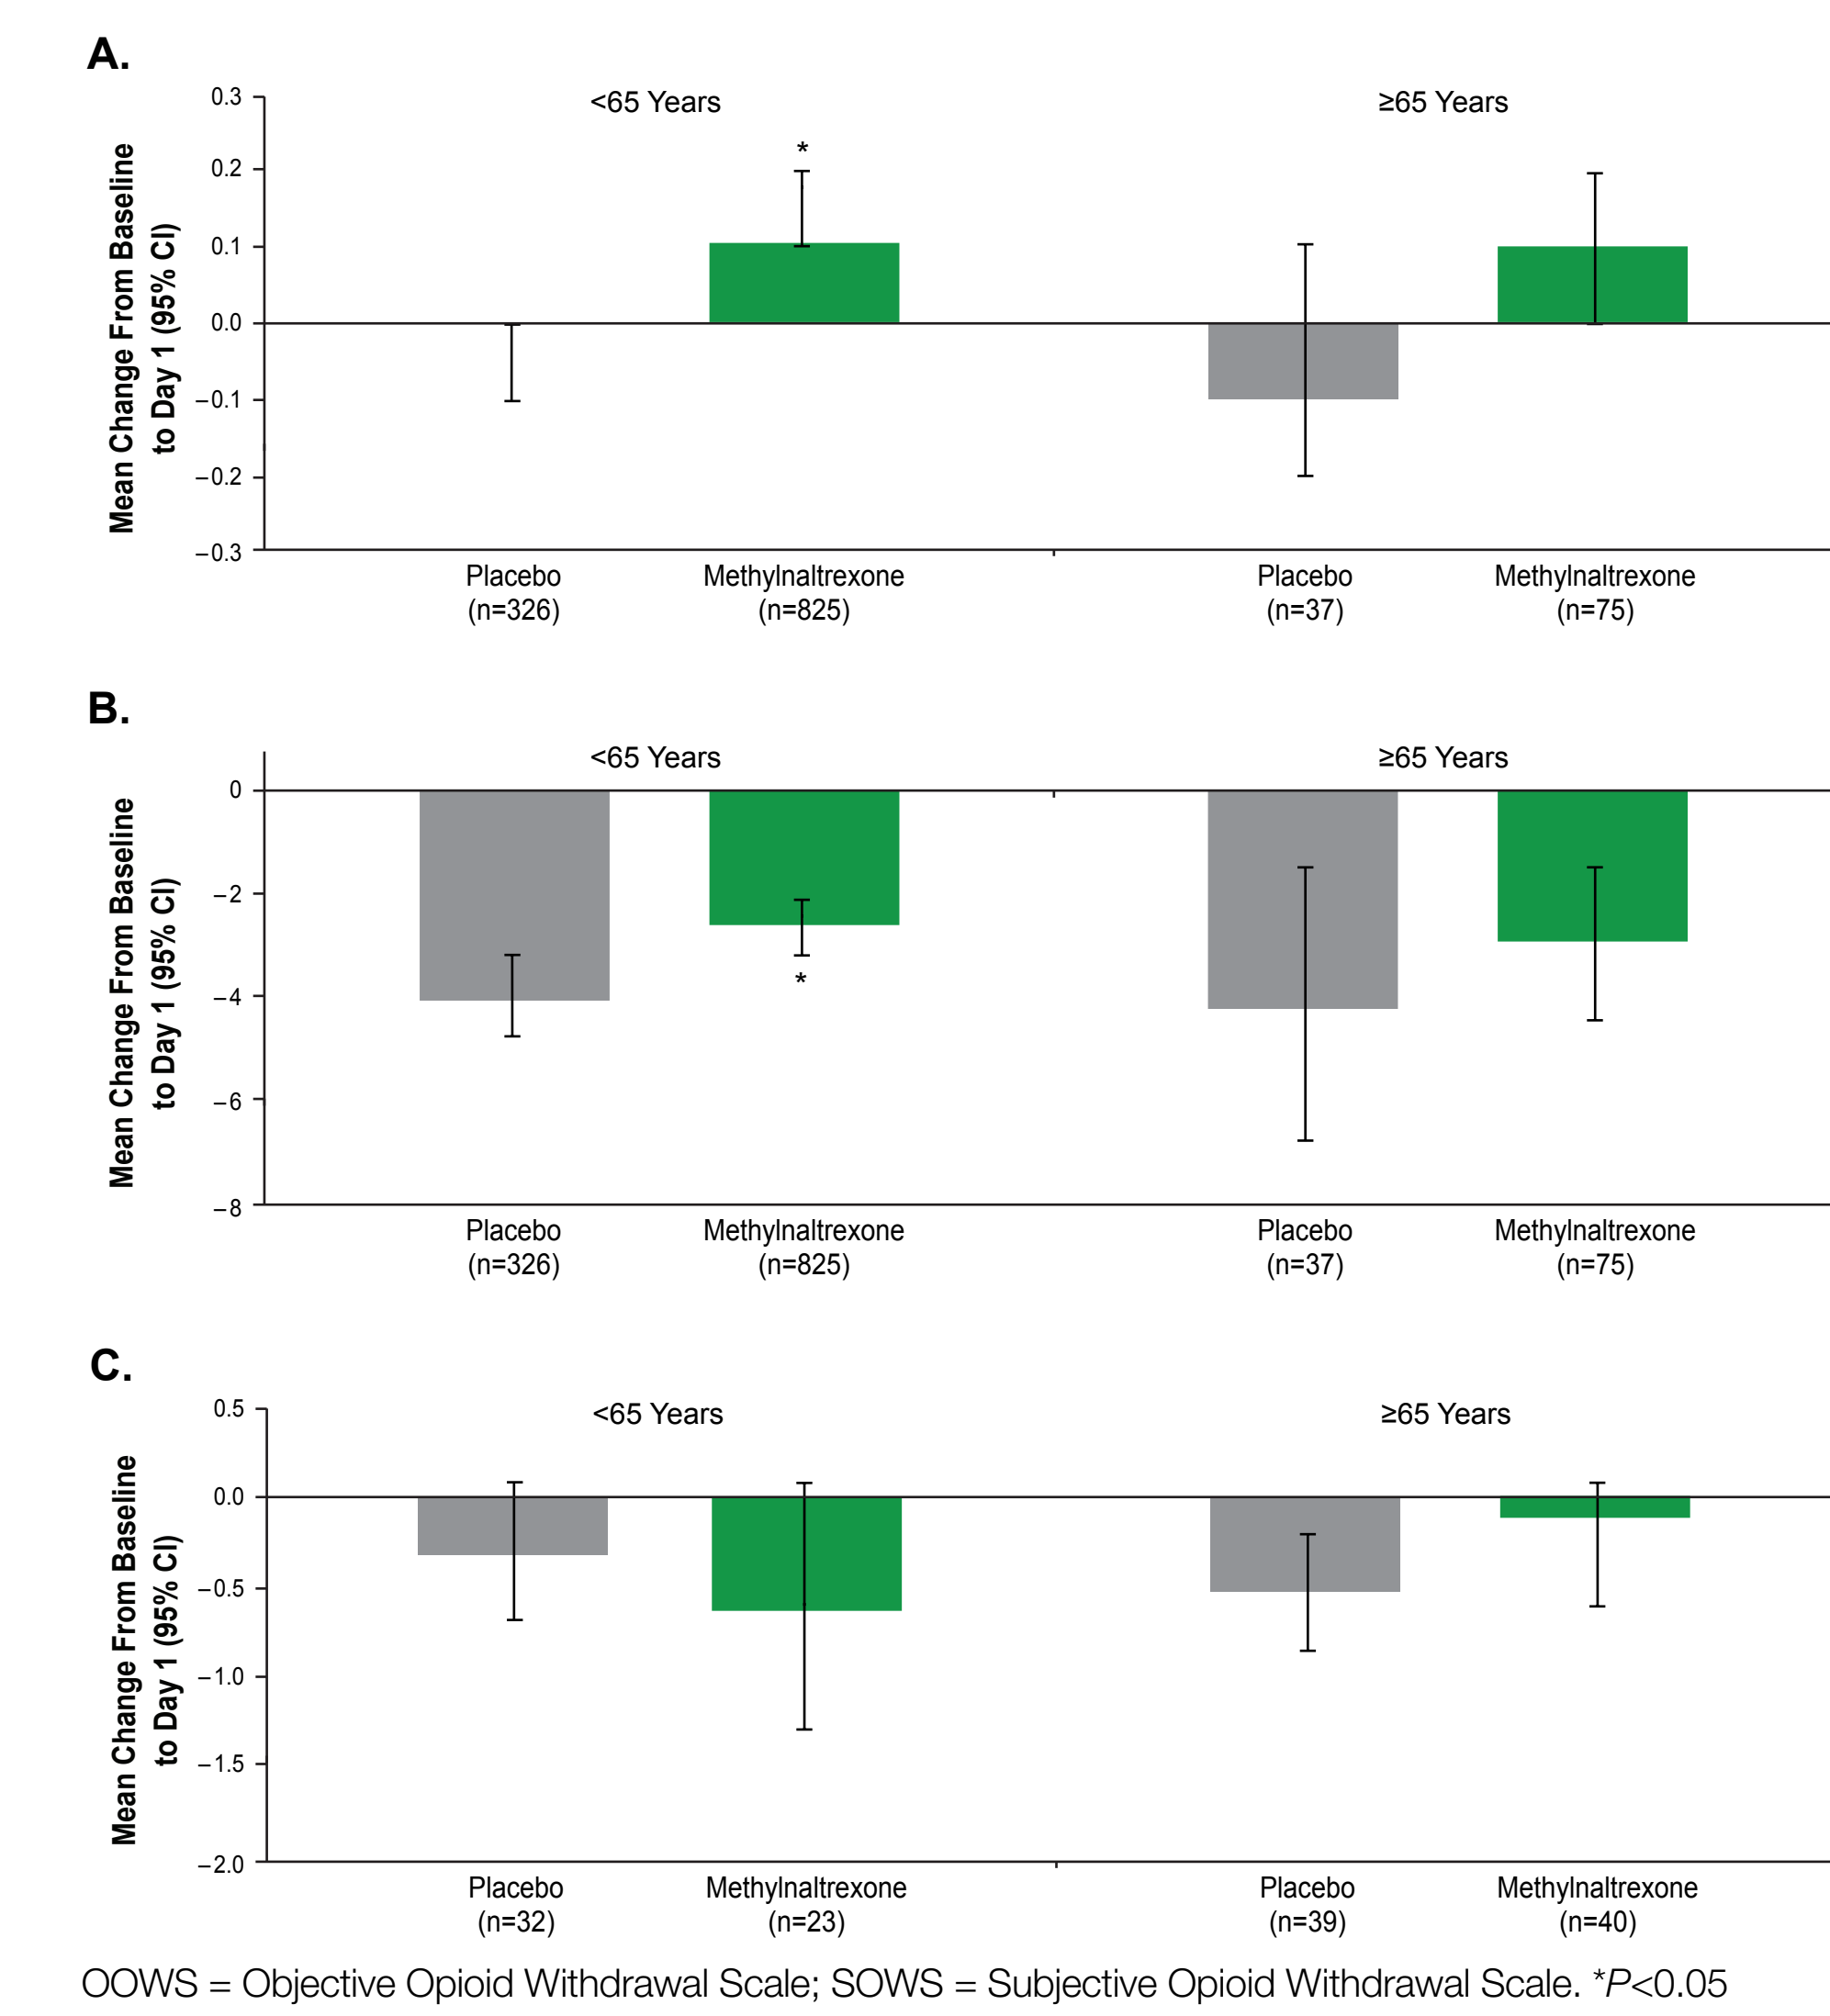 A.
Mean Change From Baseline
to Day 1 (95% CI)
<65 Years
≥65 Years
0.3
0.2
0.1
0.0
−0.1
−0.2
−0.3
*
Placebo
(n=326)
Methylnaltrexone
(n=825)
Placebo
(n=37)
Methylnaltrexone
(n=75)
B.
Mean Change From Baseline
to Day 1 (95% CI)
<65 Years
≥65 Years
0
−2
−4
−6
−8
*
Placebo
(n=326)
Methylnaltrexone
(n=825)
Placebo
(n=37)
Methylnaltrexone
(n=75)
C.
Mean Change From Baseline
to Day 1 (95% CI)
<65 Years
≥65 Years
0.5
0.0
−0.5
−1.0
−1.5
−2.0
Placebo
(n=32)
Methylnaltrexone
(n=23)
Placebo
(n=39)
Methylnaltrexone
(n=40)
OOWS = Objective Opioid Withdrawal Scale; SOWS = Subjective Opioid Withdrawal Scale. *P<0.05